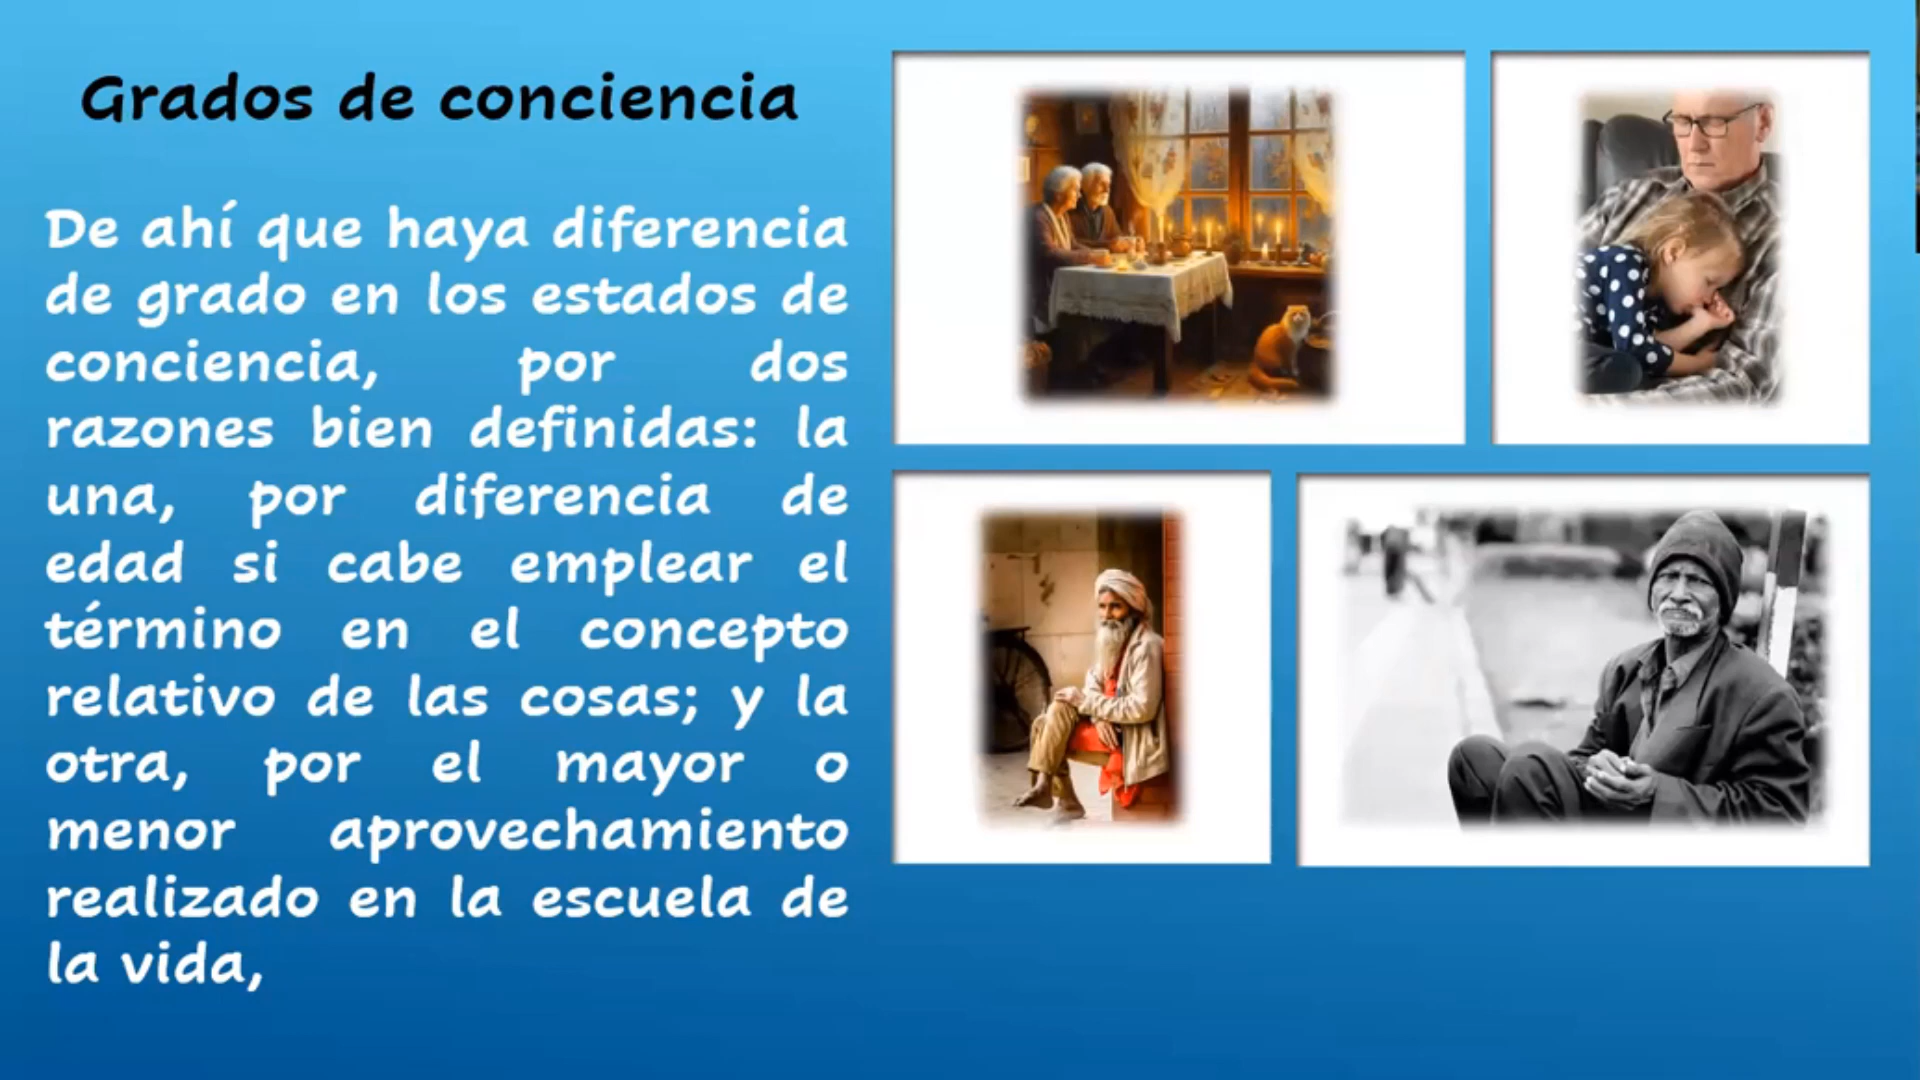 Grados de conciencia
De ahí que haya diferencia
de grado en los estados de
conciencia, por dos
razones bien definidas: la
una, por diferencia de
edad si cabe emplear el
término en el concepto
relativo de las cosas; y la
otra, por el mayor o
menor aprovechamiento
realizado en la escuela de
la vida,